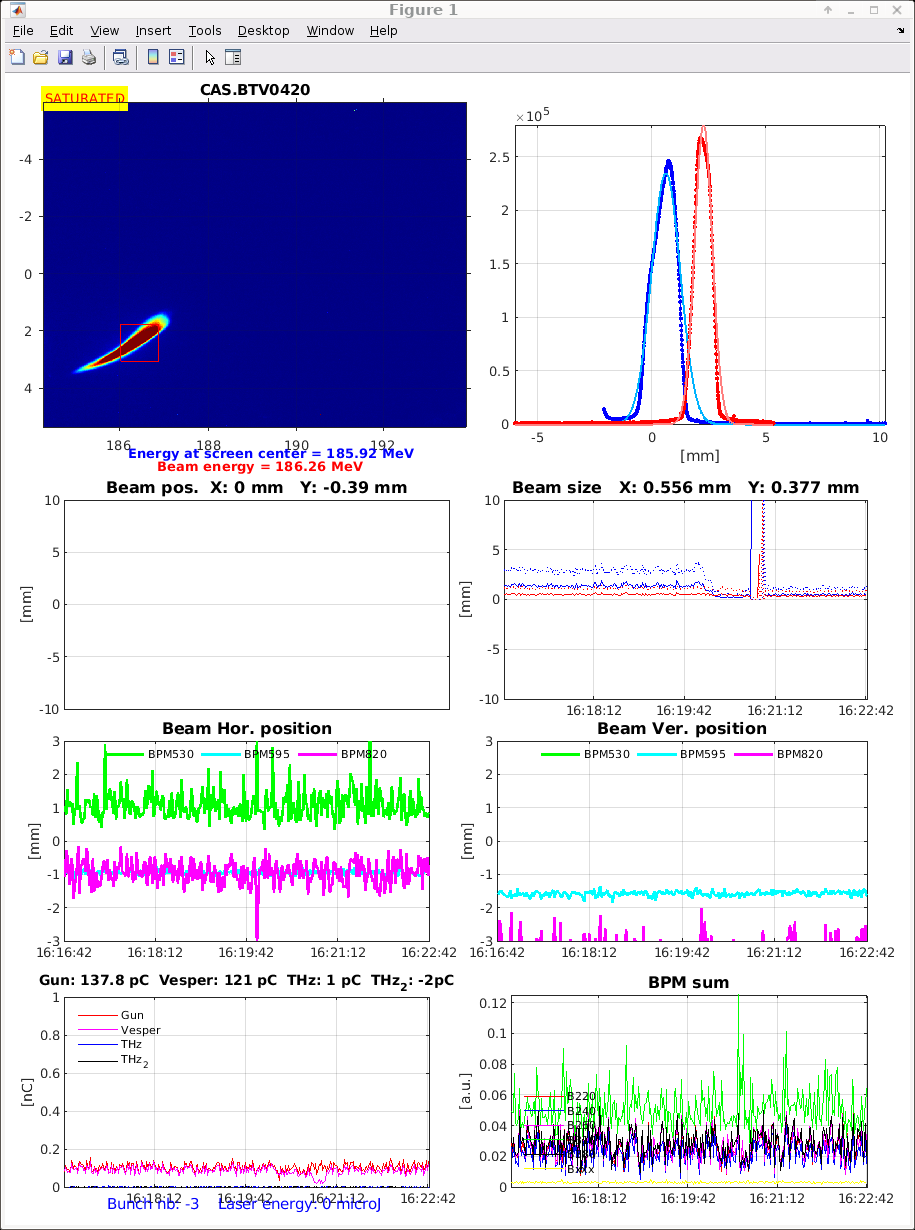 Figure 1
File Edit View Insert Tools Desktop Window Help
SATURATED
CAS.BTV0420
-4
-2
0
2
4
186 188 190 192
Energy at screen center = 185.92 MeV
Beam energy = 186.26 MeV
×10^5
2.5
2
1.5
1
0.5
0
-5 0 5 10
[mm]
Beam pos. X: 0 mm Y: -0.39 mm
10
5
0
-5
-10
[mm]
Beam size X: 0.556 mm Y: 0.377 mm
10
5
0
-5
-10
[mm]
16:18:12 16:19:42 16:21:12 16:22:42
Beam Hor. position
BPM530 BPM595 BPM820
3
2
1
0
-1
-2
-3
[mm]
16:16:42 16:18:12 16:19:42 16:21:12 16:22:42
Beam Ver. position
BPM530 BPM595 BPM820
3
2
1
0
-1
-2
-3
[mm]
16:16:42 16:18:12 16:19:42 16:21:12 16:22:42
Gun: 137.8 pC Vesper: 121 pC THz: 1 pC THz2: -2pC
1
0.8
0.6
0.4
0.2
0
[nC]
Gun
Vesper
THz
THz2
16:18:12 16:19:42 16:21:12 16:22:42
Bunch nb: -3 Laser energy: 0 microJ
BPM sum
0.12
0.1
0.08
0.06
0.04
0.02
0
[a.u.]
B220
B240
16:18:12 16:19:42 16:21:12 16:22:42